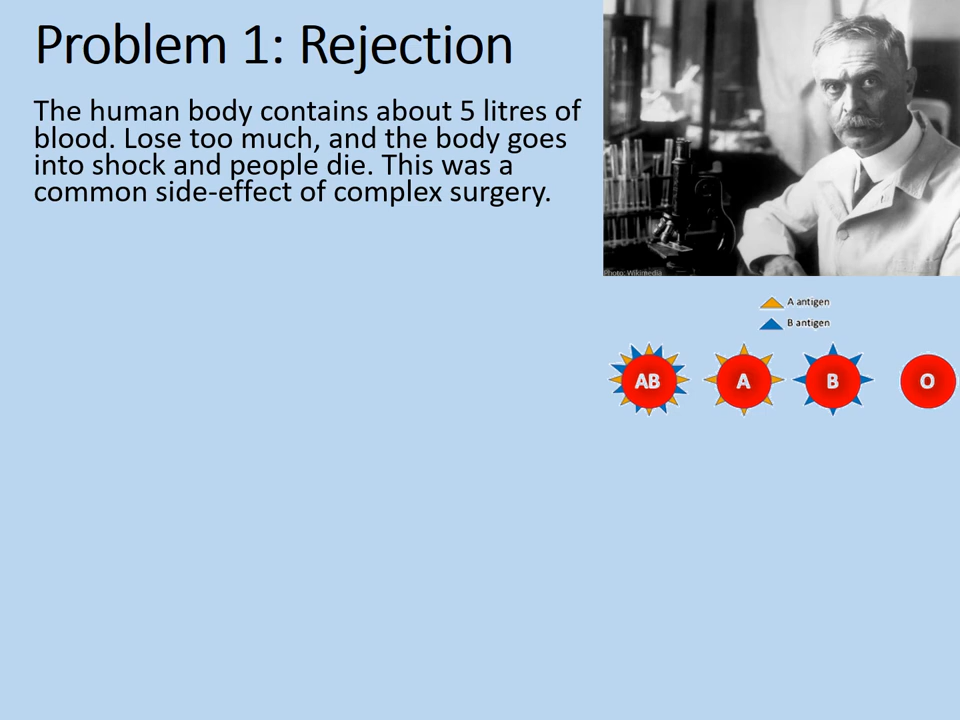 Problem 1: Rejection
The human body contains about 5 litres of
blood. Lose too much, and the body goes
into shock and people die. This was a
common side-effect of complex surgery.
Photo: Wikimedia
A antigen
B antigen
AB A B O